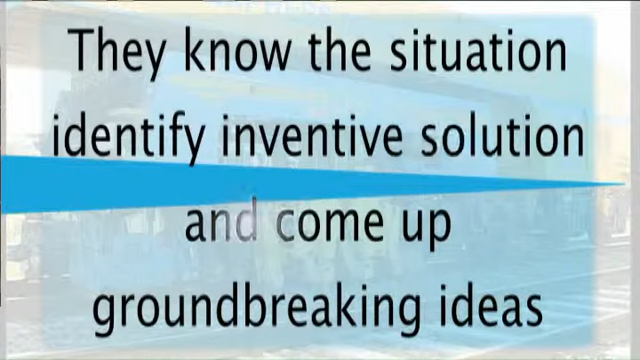 They know the situation
identify inventive solution
and come up
groundbreaking ideas